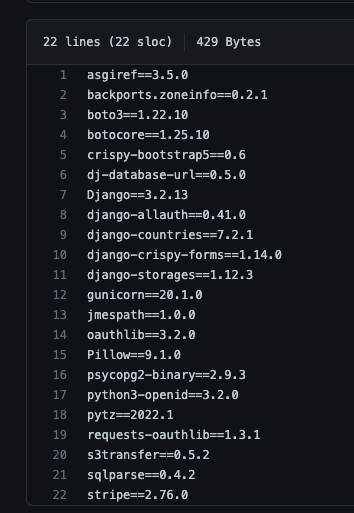 22 lines (22 sloc) 429 Bytes
1 asgiref==3.5.0
2 backports.zoneinfo==0.2.1
3 boto3==1.22.10
4 botocore==1.25.10
5 crispy-bootstrap5==0.6
6 dj-database-url==0.5.0
7 Django==3.2.13
8 django-allauth==0.41.0
9 django-countries==7.2.1
10 django-crispy-forms==1.14.0
11 django-storages==1.12.3
12 gunicorn==20.1.0
13 jmespath==1.0.0
14 oauthlib==3.2.0
15 Pillow==9.1.0
16 psycopg2-binary==2.9.3
17 python3-openid==3.2.0
18 pytz==2022.1
19 requests-oauthlib==1.3.1
20 s3transfer==0.5.2
21 sqlparse==0.4.2
22 stripe==2.76.0